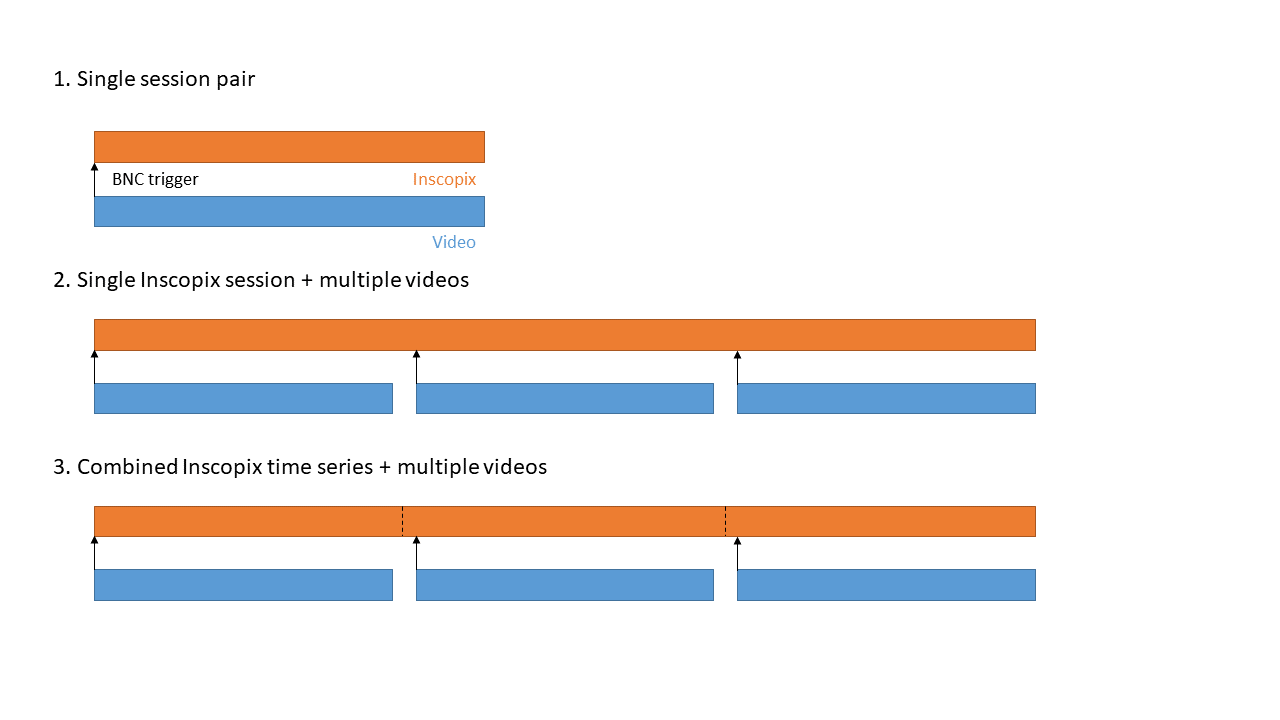 1. Single session pair
BNC trigger
Inscopix
Video
2. Single Inscopix session + multiple videos
3. Combined Inscopix time series + multiple videos